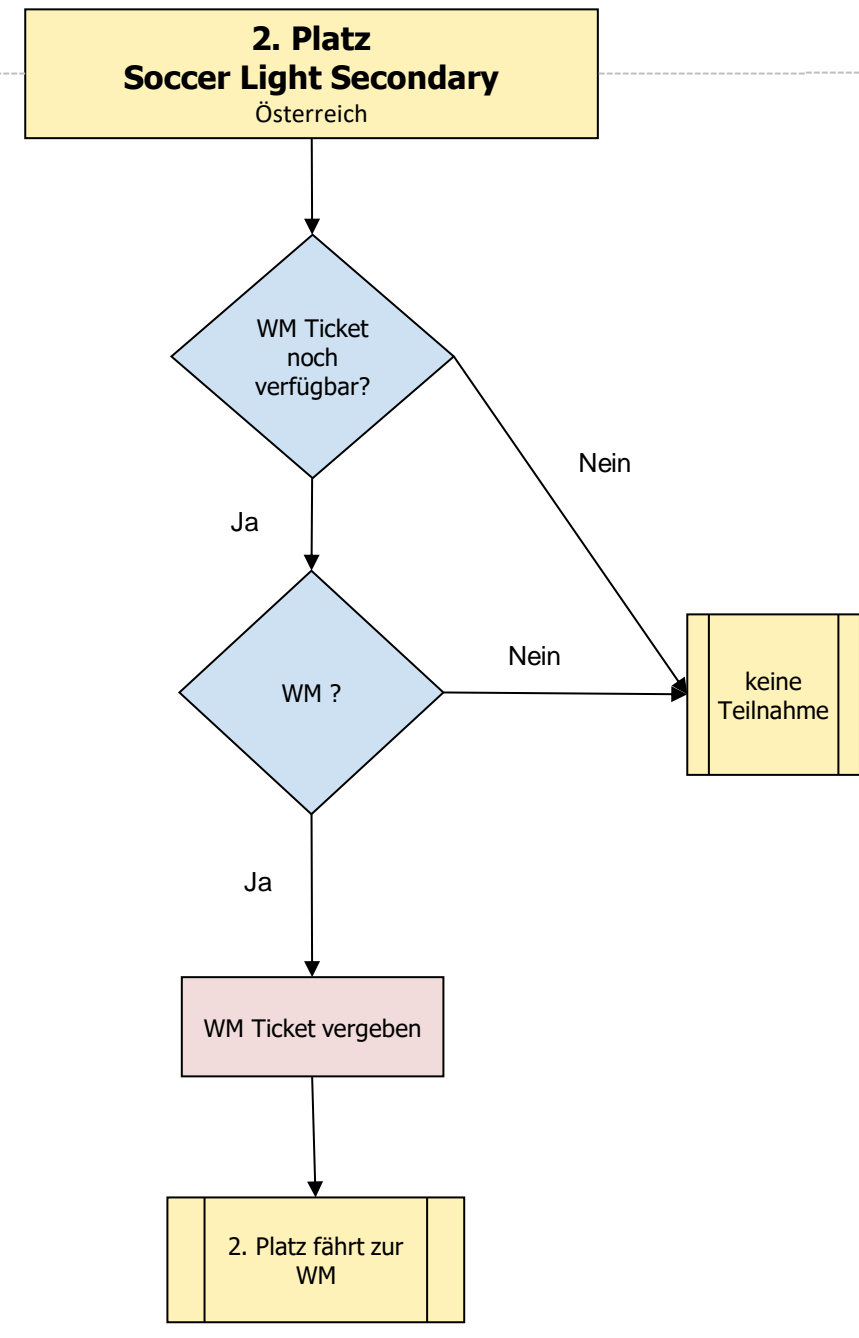 2. Platz
Soccer Light Secondary
Österreich
WM Ticket
noch
verfügbar?
Nein
Ja
Nein
WM ?
keine
Teilnahme
Ja
WM Ticket vergeben
2. Platz fährt zur
WM